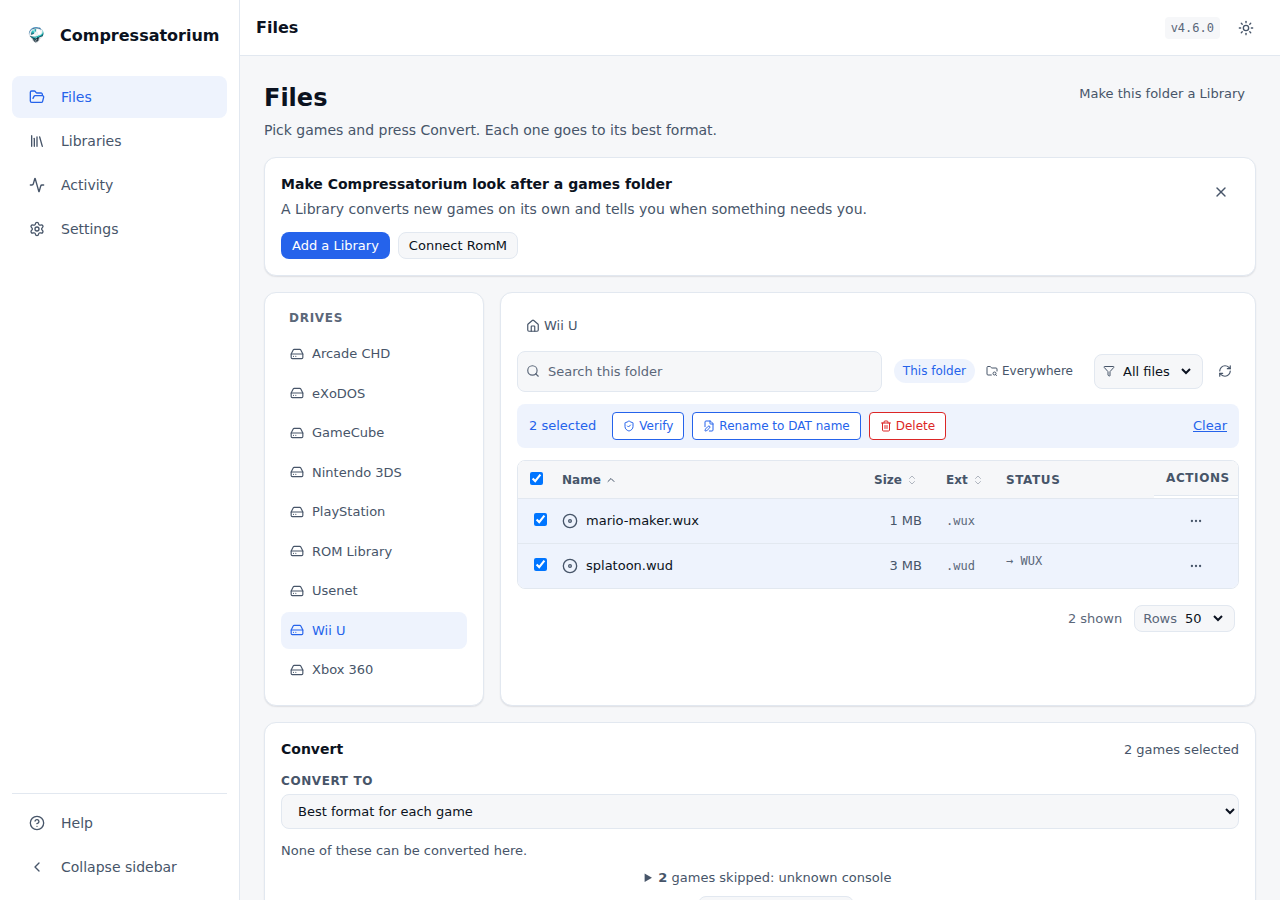 Compressatorium
Files
Libraries
Activity
Settings
Help
Collapse sidebar
Files
v4.6.0
Files
Make this folder a Library
Pick games and press Convert. Each one goes to its best format.
Make Compressatorium look after a games folder
A Library converts new games on its own and tells you when something needs you.
Add a Library
Connect RomM
DRIVES
Arcade CHD
eXoDOS
GameCube
Nintendo 3DS
PlayStation
ROM Library
Usenet
Wii U
Xbox 360
Wii U
Search this folder
This folder
Everywhere
All files
2 selected
Verify
Rename to DAT name
Delete
Clear
Name
Size
Ext
STATUS
ACTIONS
mario-maker.wux 1 MB .wux
splatoon.wud 3 MB .wud → WUX
2 shown
Rows 50
Convert
2 games selected
CONVERT TO
Best format for each game
None of these can be converted here.
2 games skipped: unknown console